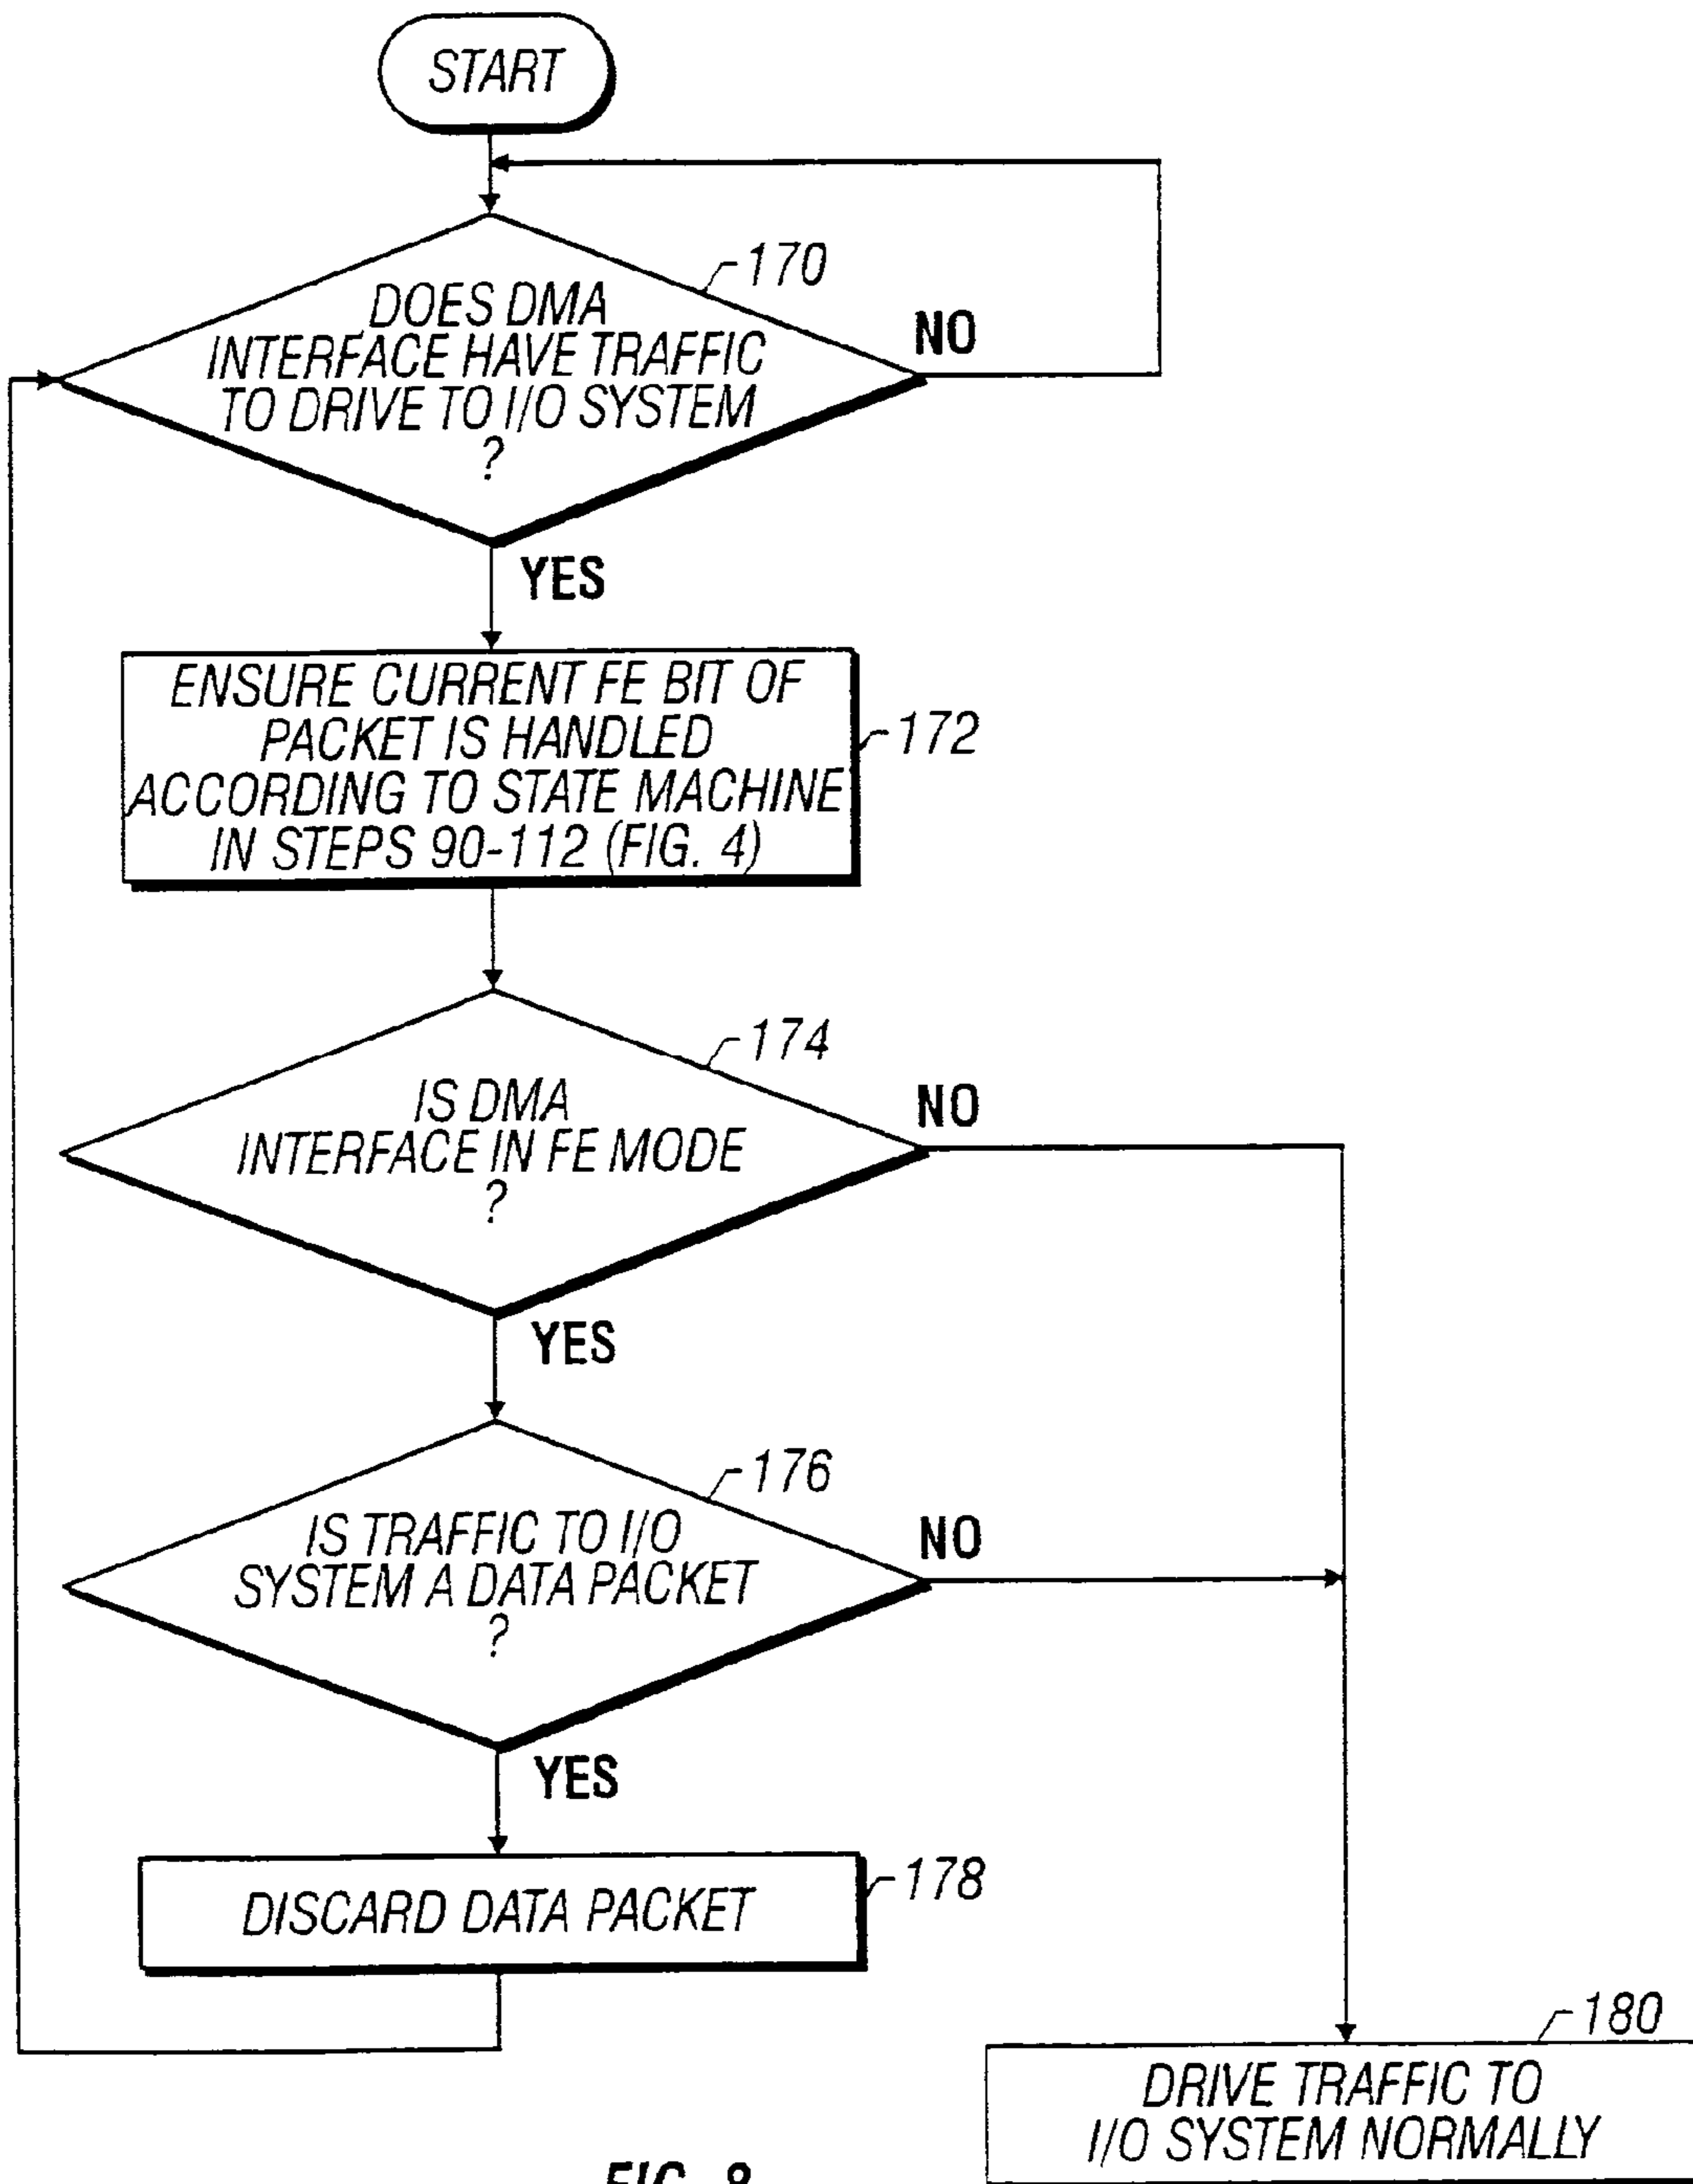 START
170
DOES DMA
INTERFACE HAVE TRAFFIC
TO DRIVE TO I/O SYSTEM
?
NO
YES
ENSURE CURRENT FE BIT OF
PACKET IS HANDLED
ACCORDING TO STATE MACHINE
IN STEPS 90-112 (FIG. 4)
172
174
IS DMA
INTERFACE IN FE MODE
?
NO
YES
176
IS TRAFFIC TO I/O
SYSTEM A DATA PACKET
?
NO
YES
DISCARD DATA PACKET
178
180
DRIVE TRAFFIC TO
I/O SYSTEM NORMALLY
FIG. 8